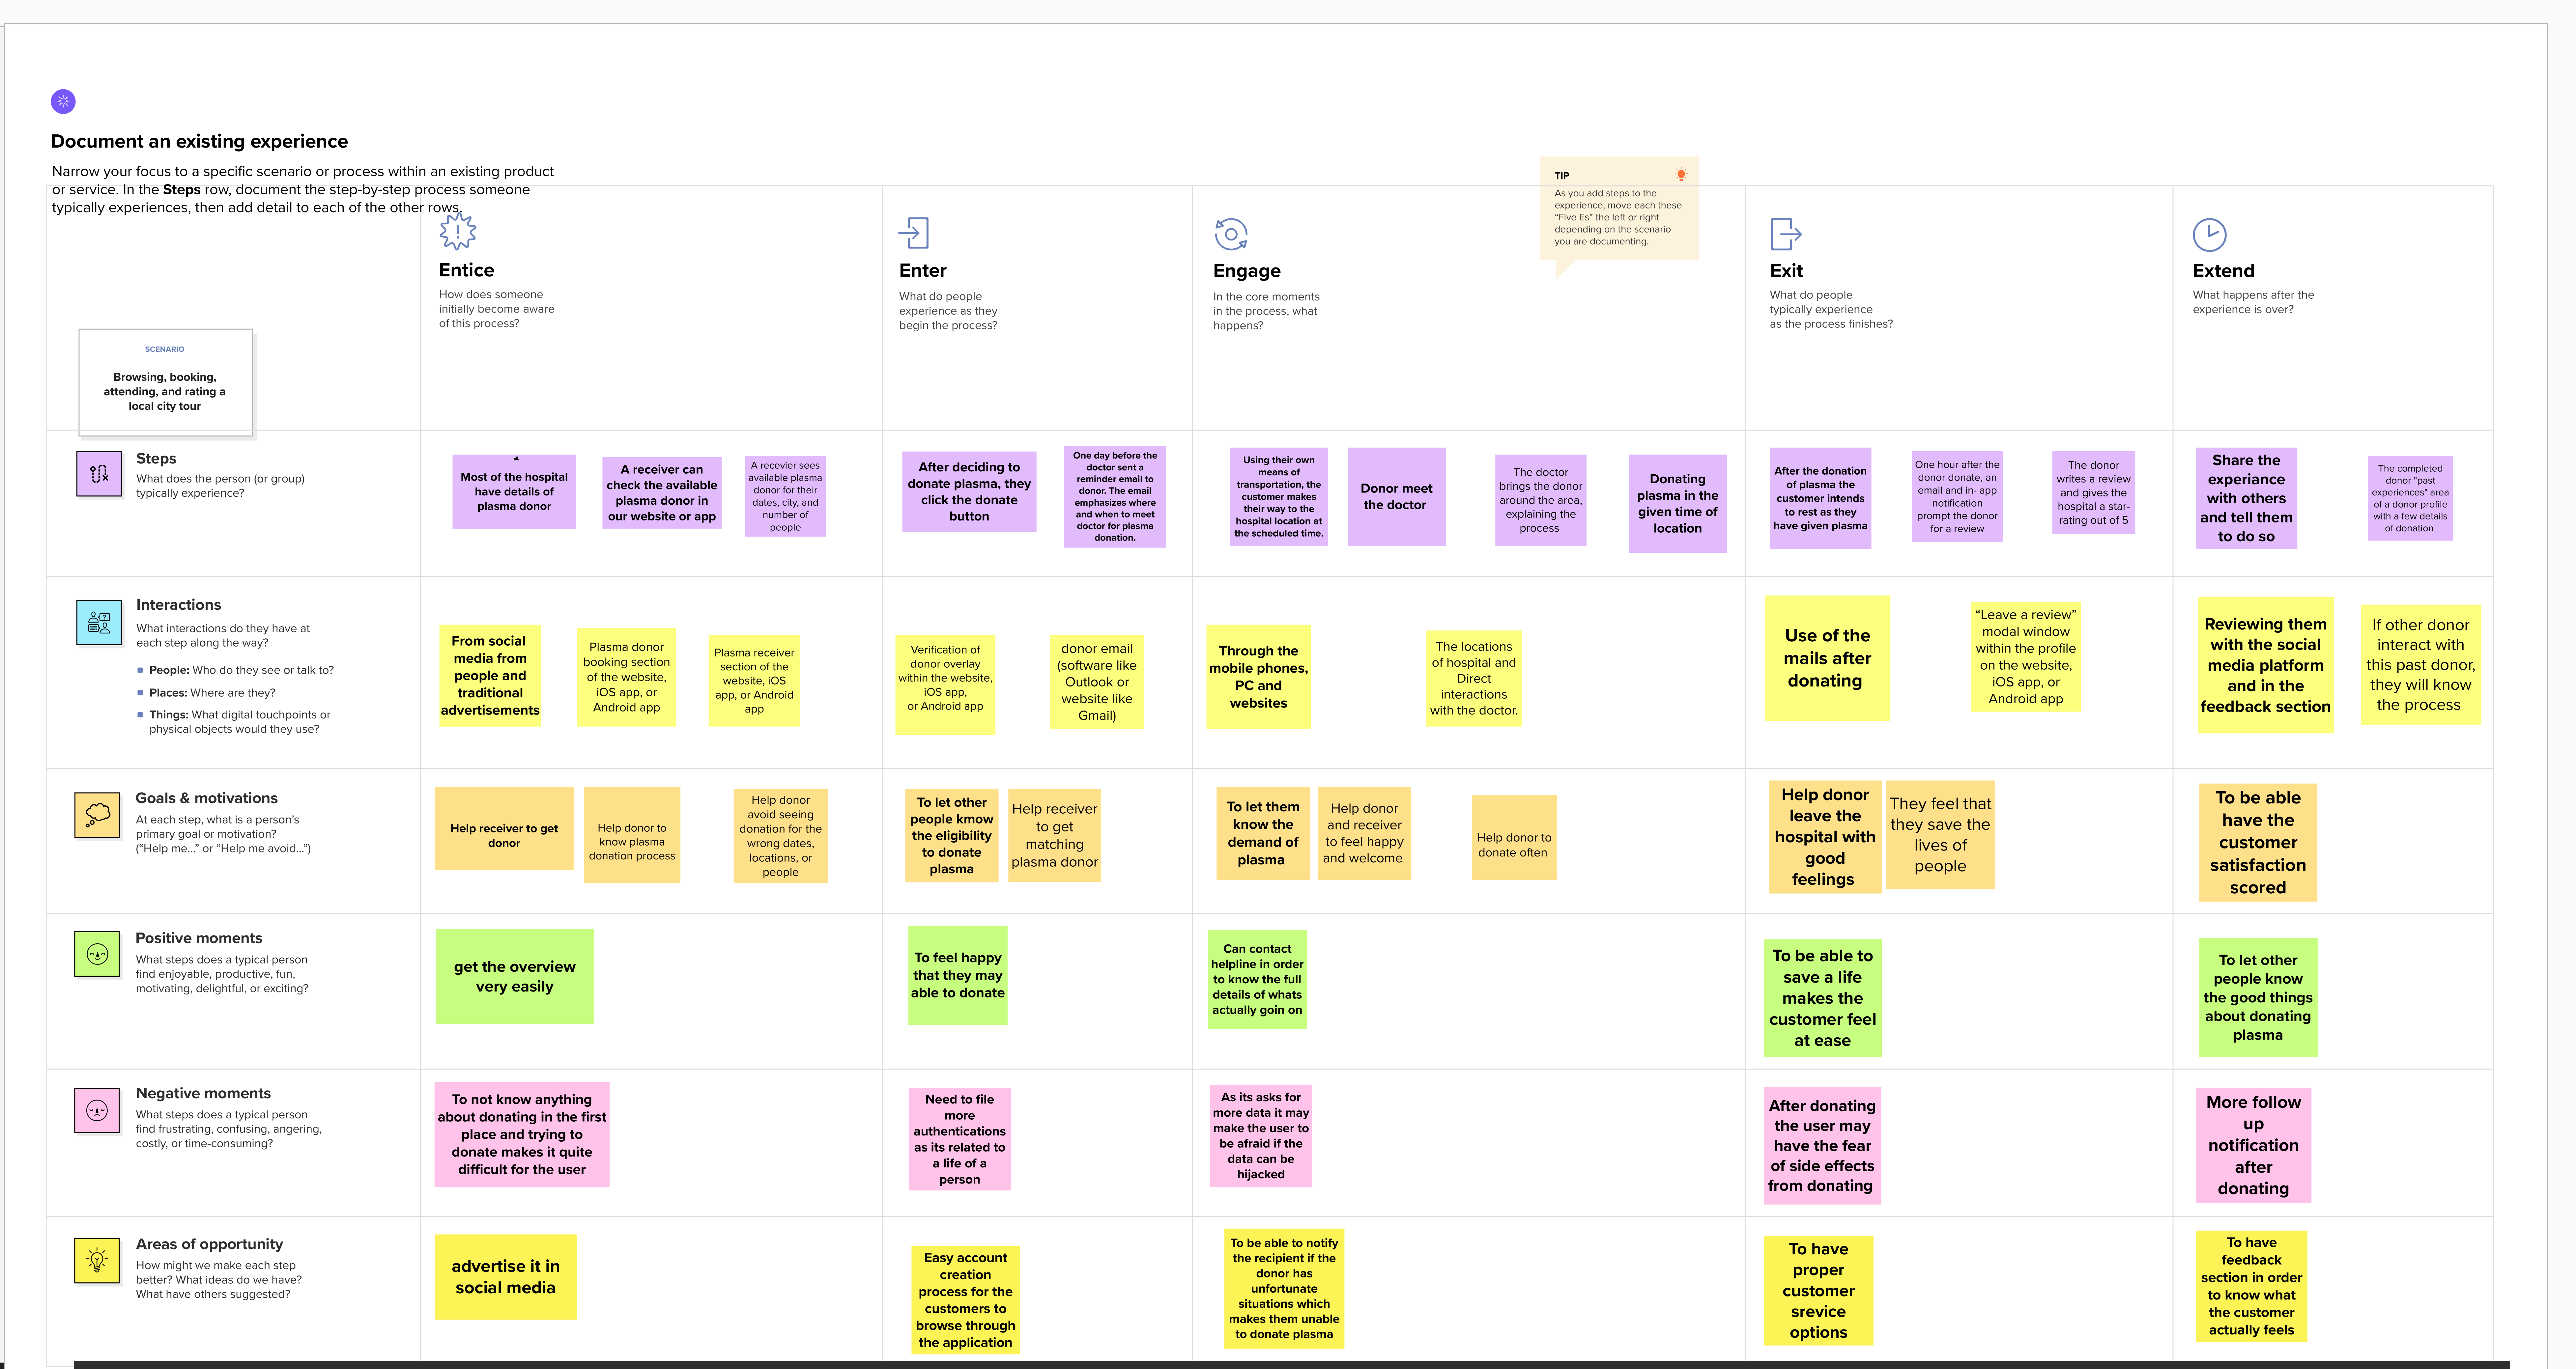 Document an existing experience
Narrow your focus to a specific scenario or process within an existing product
or service. In the Steps row, document the step-by-step process someone
typically experiences, then add detail to each of the other rows.
TIP
As you add steps to the
experience, move each these
“Five Es” the left or right
depending on the scenario
you are documenting.
SCENARIO
Browsing, booking,
attending, and rating a
local city tour
Entice
How does someone
initially become aware
of this process?
Enter
What do people
experience as they
begin the process?
Engage
In the core moments
in the process, what
happens?
Exit
What do people
typically experience
as the process finishes?
Extend
What happens after the
experience is over?
Steps
What does the person (or group)
typically experience?
Most of the hospital
have details of
plasma donor
A receiver can
check the available
plasma donor in
our website or app
A recevier sees
available plasma
donor for their
dates, city, and
number of
people
After deciding to
donate plasma, they
click the donate
button
One day before the
doctor sent a
reminder email to
donor. The email
emphasizes where
and when to meet
doctor for plasma
donation.
Using their own
means of
transportation, the
customer makes
their way to the
hospital location at
the scheduled time.
Donor meet
the doctor
The doctor
brings the donor
around the area,
explaining the
process
Donating
plasma in the
given time of
location
After the donation
of plasma the
customer intends
to rest as they
have given plasma
One hour after the
donor donate, an
email and in- app
notification
prompt the donor
for a review
The donor
writes a review
and gives the
hospital a star-
rating out of 5
Share the
experiance
with others
and tell them
to do so
The completed
donor "past
experiences" area
of a donor profile
with a few details
of donation
Interactions
What interactions do they have at
each step along the way?
People: Who do they see or talk to?
Places: Where are they?
Things: What digital touchpoints or
physical objects would they use?
From social
media from
people and
traditional
advertisements
Plasma donor
booking section
of the website,
iOS app, or
Android app
Plasma receiver
section of the
website, iOS
app, or Android
app
Verification of
donor overlay
within the website,
iOS app,
or Android app
donor email
(software like
Outlook or
website like
Gmail)
Through the
mobile phones,
PC and
websites
The locations
of hospital and
Direct
interactions
with the doctor.
Use of the
mails after
donating
“Leave a review”
modal window
within the profile
on the website,
iOS app, or
Android app
Reviewing them
with the social
media platform
and in the
feedback section
If other donor
interact with
this past donor,
they will know
the process
Goals & motivations
At each step, what is a person’s
primary goal or motivation?
(“Help me...” or “Help me avoid...”)
Help receiver to get
donor
Help donor to
know plasma
donation process
Help donor
avoid seeing
donation for the
wrong dates,
locations, or
people
To let other
people kmow
the eligibility
to donate
plasma
Help receiver
to get
matching
plasma donor
To let them
know the
demand of
plasma
Help donor
and receiver
to feel happy
and welcome
Help donor to
donate often
Help donor
leave the
hospital with
good
feelings
They feel that
they save the
lives of
people
To be able
have the
customer
satisfaction
scored
Positive moments
What steps does a typical person
find enjoyable, productive, fun,
motivating, delightful, or exciting?
get the overview
very easily
To feel happy
that they may
able to donate
Can contact
helpline in order
to know the full
details of whats
actually goin on
To be able to
save a life
makes the
customer feel
at ease
To let other
people know
the good things
about donating
plasma
Negative moments
What steps does a typical person
find frustrating, confusing, angering,
costly, or time-consuming?
To not know anything
about donating in the first
place and trying to
donate makes it quite
difficult for the user
Need to file
more
authentications
as its related to
a life of a
person
As its asks for
more data it may
make the user to
be afraid if the
data can be
hijacked
After donating
the user may
have the fear
of side effects
from donating
More follow
up
notification
after
donating
Areas of opportunity
How might we make each step
better? What ideas do we have?
What have others suggested?
advertise it in
social media
Easy account
creation
process for the
customers to
browse through
the application
To be able to notify
the recipient if the
donor has
unfortunate
situations which
makes them unable
to donate plasma
To have
proper
customer
srevice
options
To have
feedback
section in order
to know what
the customer
actually feels